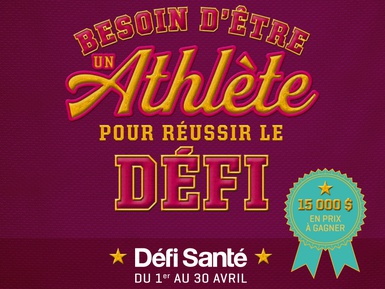 BESOIN D'ÊTRE
UN
Athlète
POUR RÉUSSIR LE
DÉFI
15 000 $
EN PRIX
À GAGNER
Défi Santé
DU 1er AU 30 AVRIL